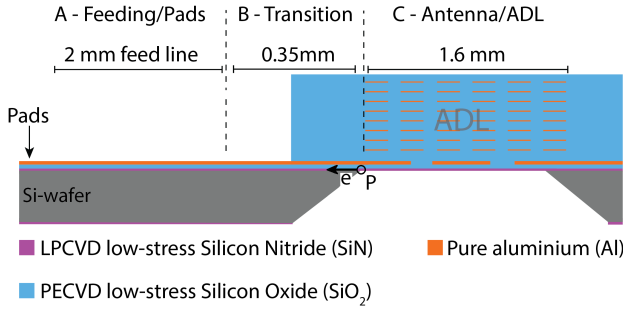 A - Feeding/Pads B - Transition C - Antenna/ADL
2 mm feed line 0.35mm 1.6 mm
ADL
Pads
e P
Si-wafer
LPCVD low-stress Silicon Nitride (SiN) Pure aluminium (Al)
PECVD low-stress Silicon Oxide (SiO₂)